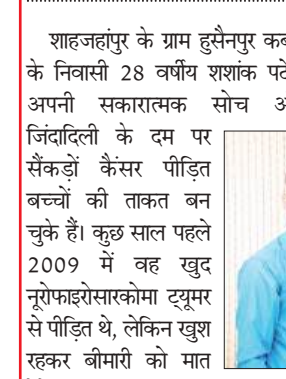 शाहजहांपुर के ग्राम हुसैनपुर
के निवासी 28 वर्षीय शशांक
अपनी सकारात्मक सोच
जिंदादिली के दम पर
सैंकड़ों कैंसर पीड़ित
बच्चों की ताकत बन
चुके हैं। कुछ साल पहले
2009 में वह खुद
नूरोफाइरोसारकोमा ट्यूमर
से पीड़ित थे, लेकिन खुश
रहकर बीमारी को मात